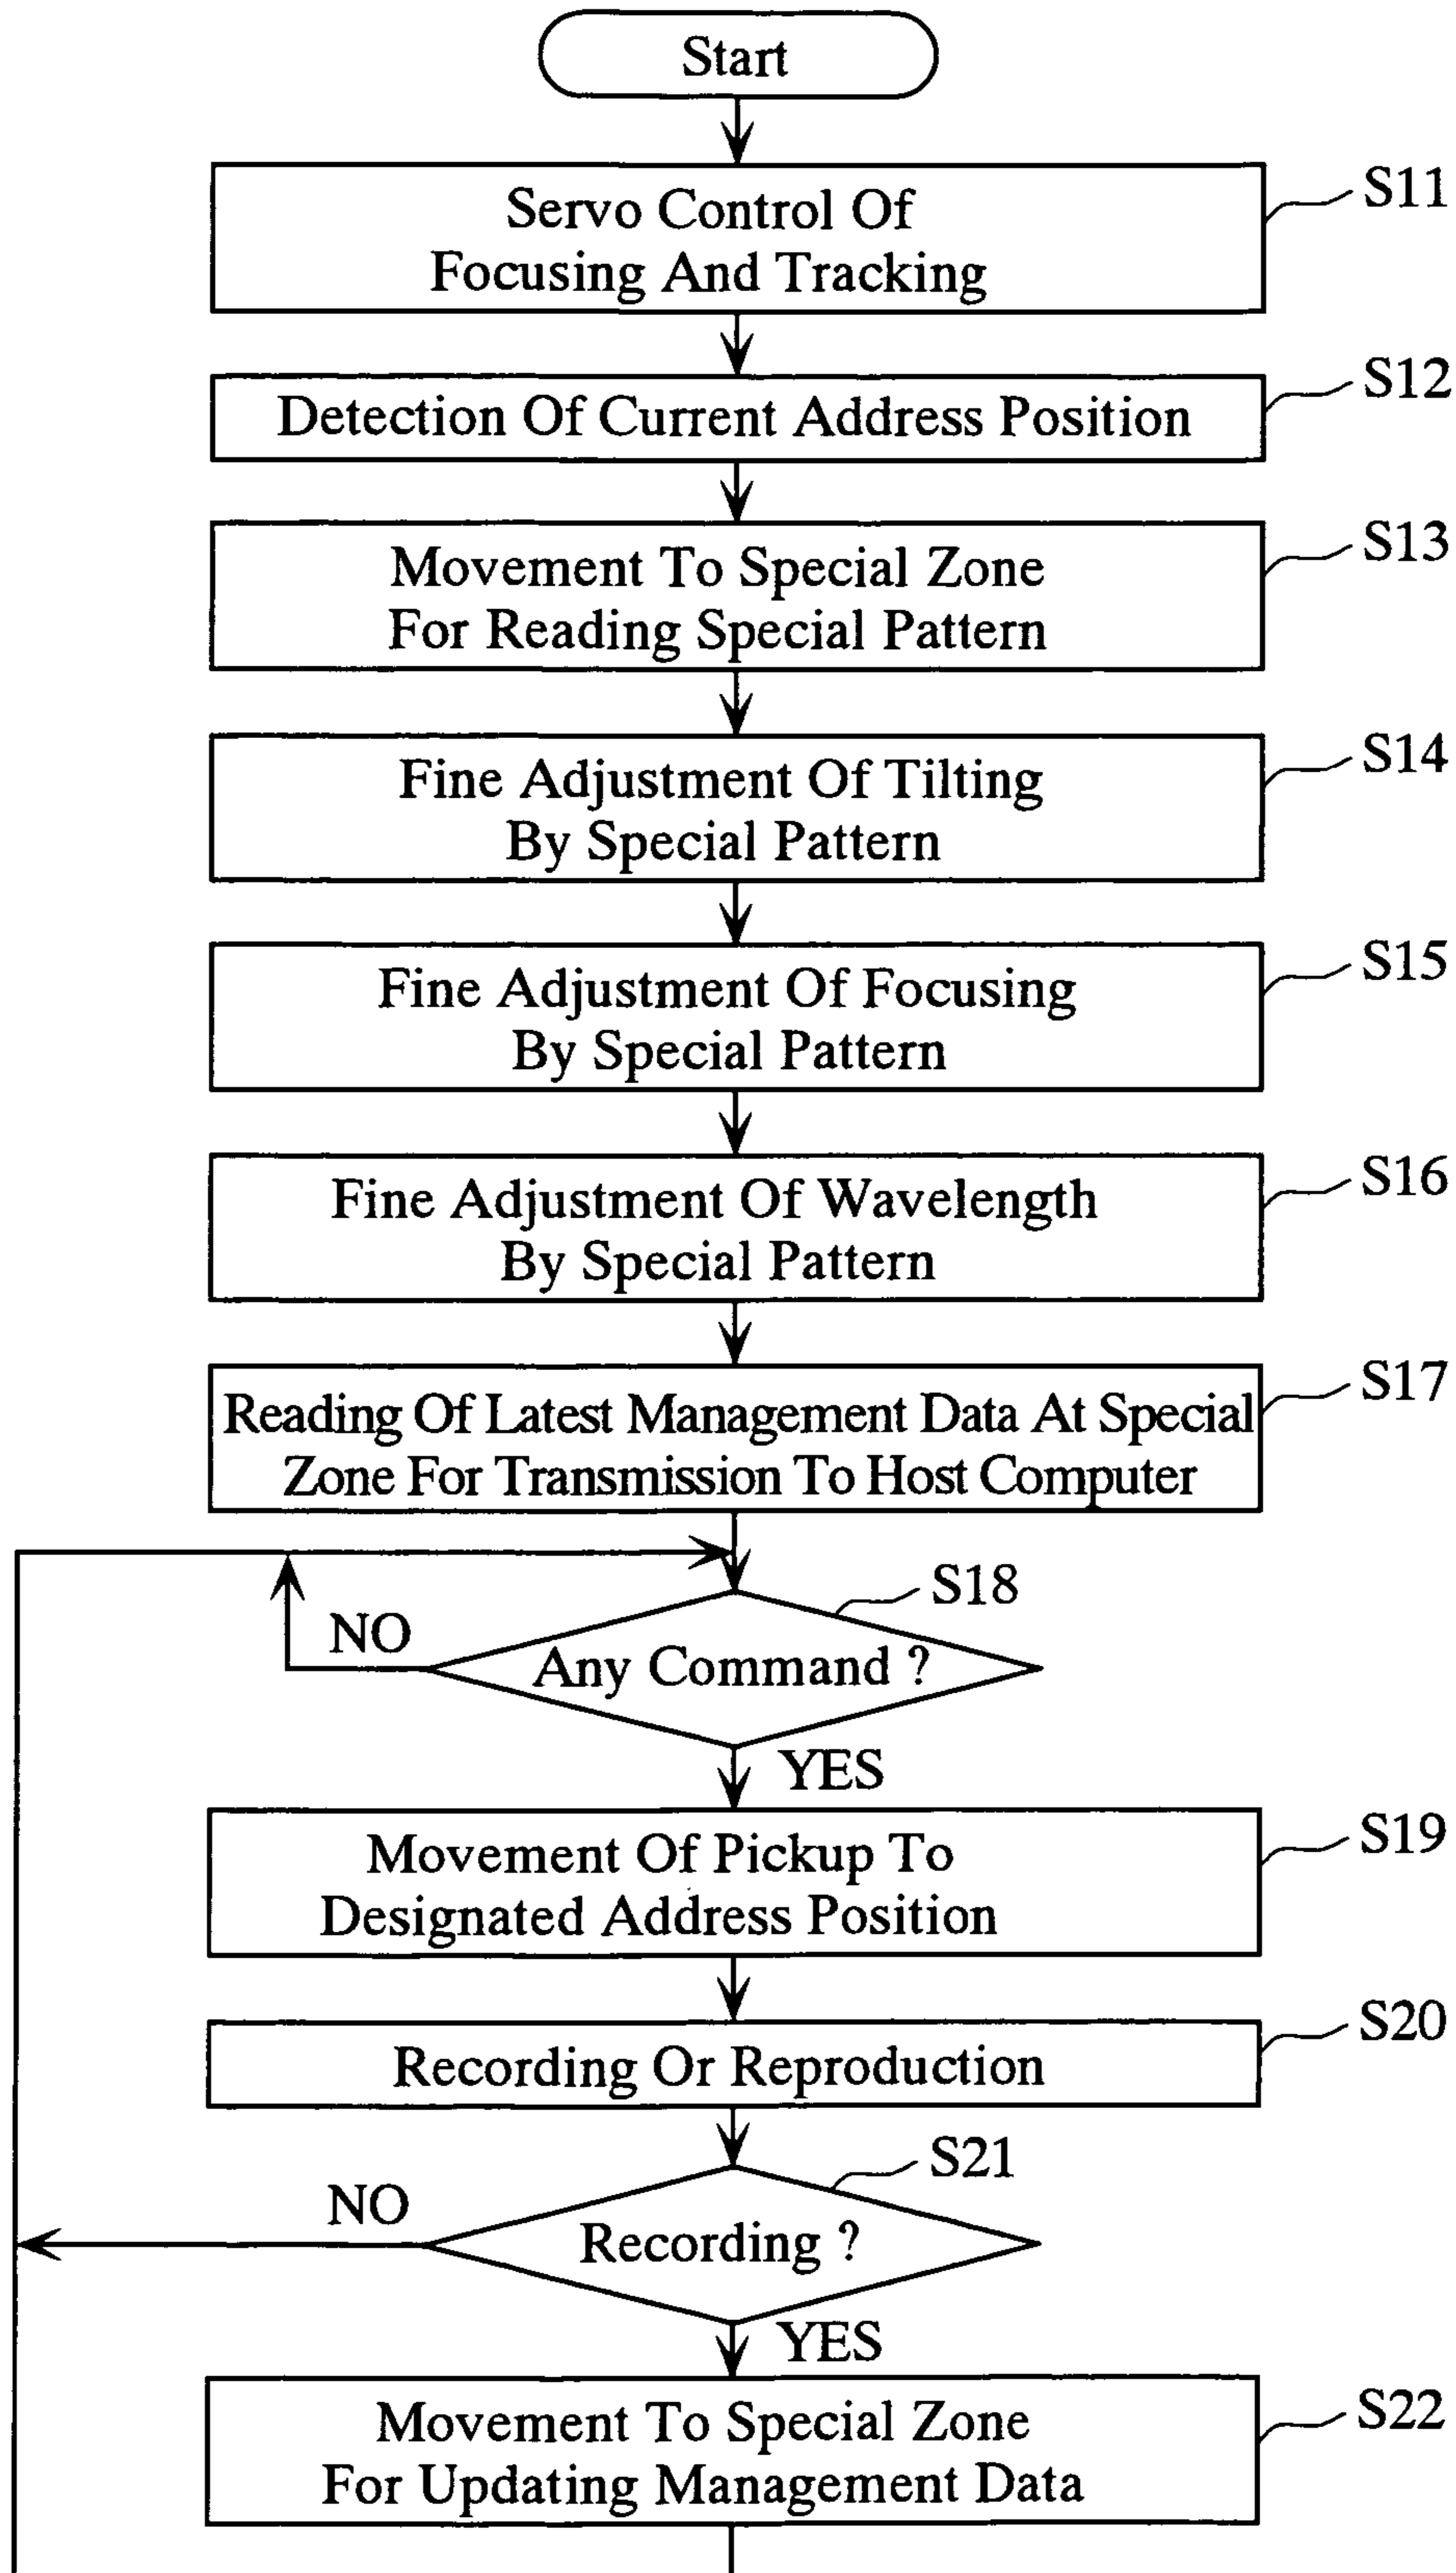 Start
Servo Control Of
Focusing And Tracking
S11
Detection Of Current Address Position
S12
Movement To Special Zone
For Reading Special Pattern
S13
Fine Adjustment Of Tilting
By Special Pattern
S14
Fine Adjustment Of Focusing
By Special Pattern
S15
Fine Adjustment Of Wavelength
By Special Pattern
S16
Reading Of Latest Management Data At Special
Zone For Transmission To Host Computer
S17
S18
NO
Any Command ?
YES
Movement Of Pickup To
Designated Address Position
S19
Recording Or Reproduction
S20
S21
NO
Recording ?
YES
Movement To Special Zone
For Updating Management Data
S22